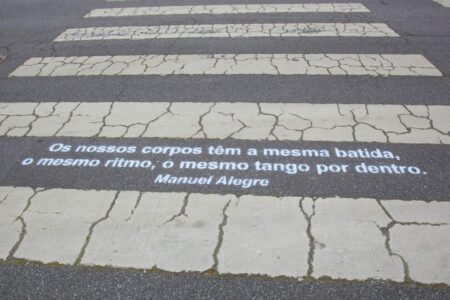 Os nossos corpos têm a mesma batida,
o mesmo ritmo, o mesmo tango por dentro.
Manuel Alegre